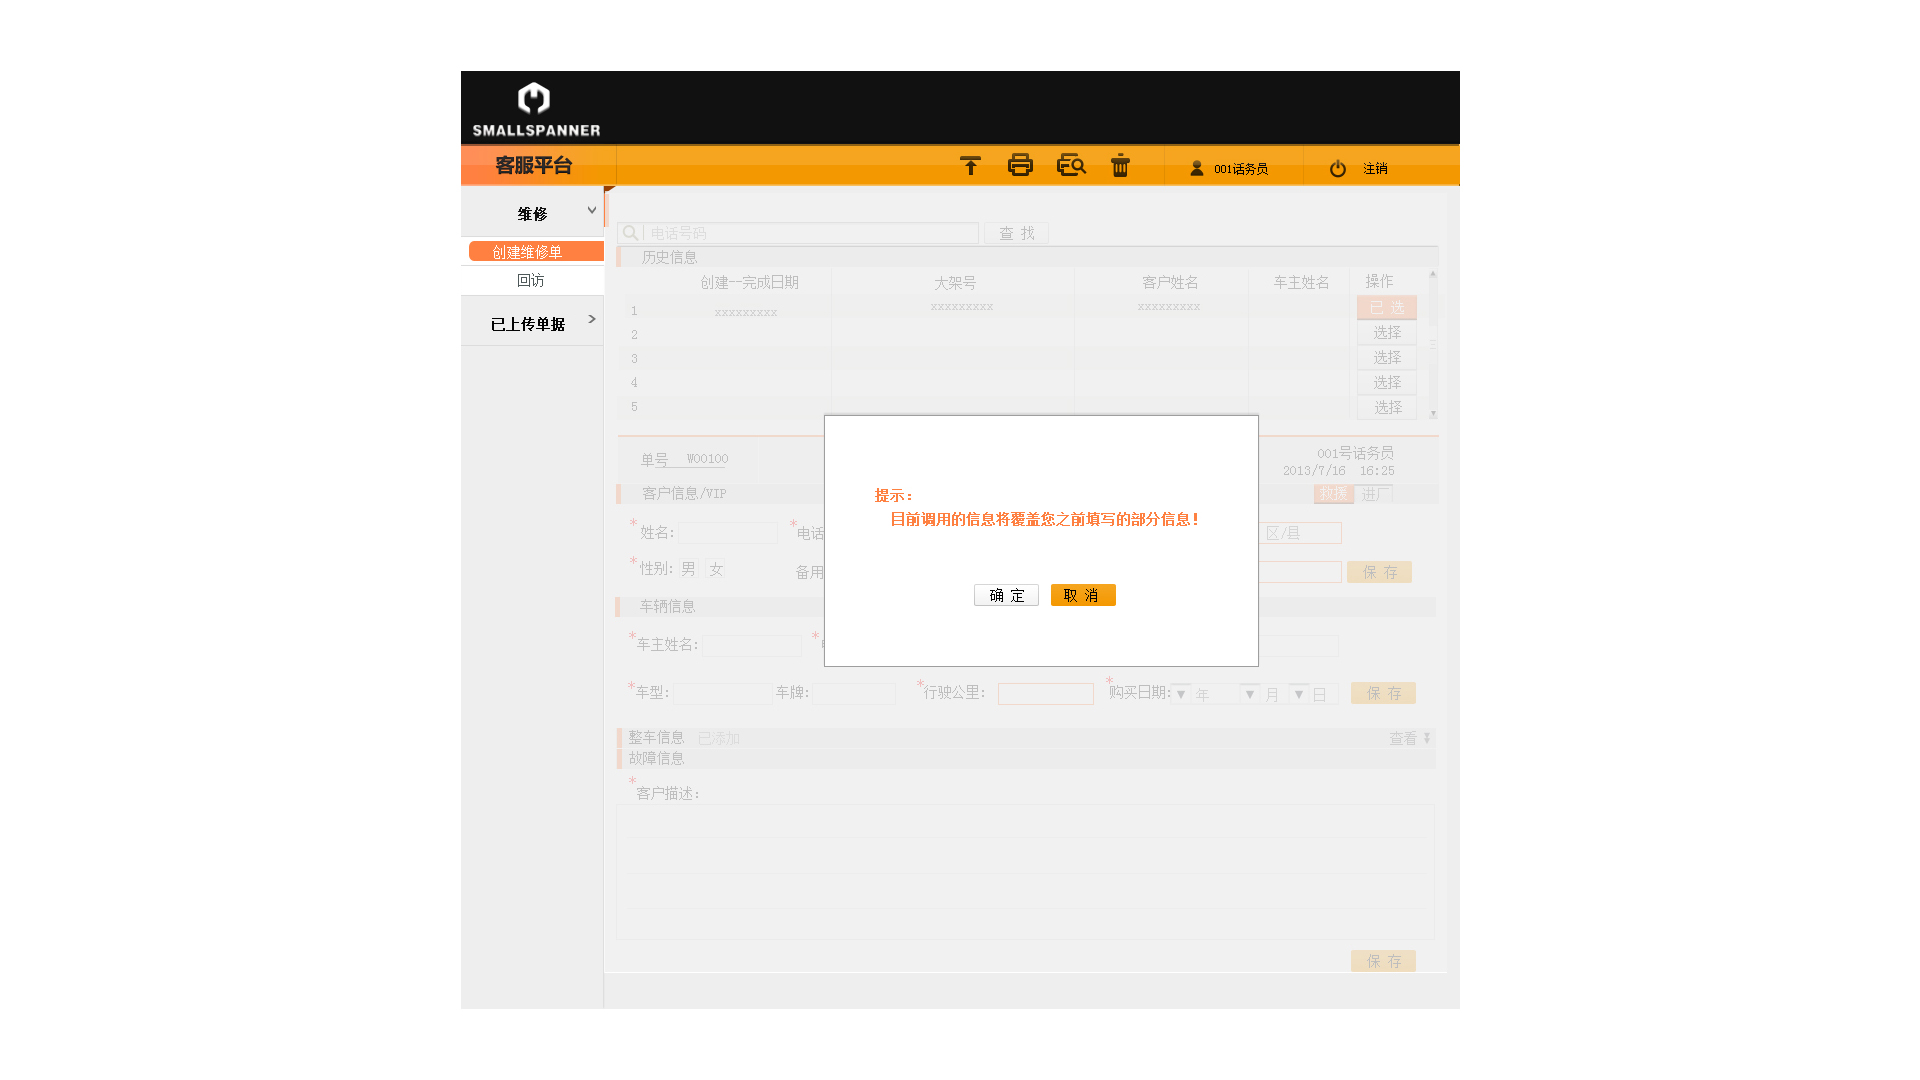 SMALLSPANNER
客服平台
001话务员
注销
维修
创建维修单
回访
已上传单据
电话号码
查 找
历史信息
创建--完成日期 大架号 客户姓名 车主姓名 操作
1 xxxxxxxxx xxxxxxxxx xxxxxxxxx 已 选
2 选择
3 选择
4 选择
5 选择
单号 W00100
001号话务员
2013/7/16 16:25
客户信息/VIP
救援 进厂
*姓名: *电话
区/县
*性别: 男 女 备用
保 存
提示：
目前调用的信息将覆盖您之前填写的部分信息！
确 定 取 消
车辆信息
*车主姓名: *
*车型: 车牌: *行驶公里: *购买日期: ▼ 年 ▼ 月 ▼ 日 保 存
整车信息 已添加 查看
故障信息
*客户描述:
保 存